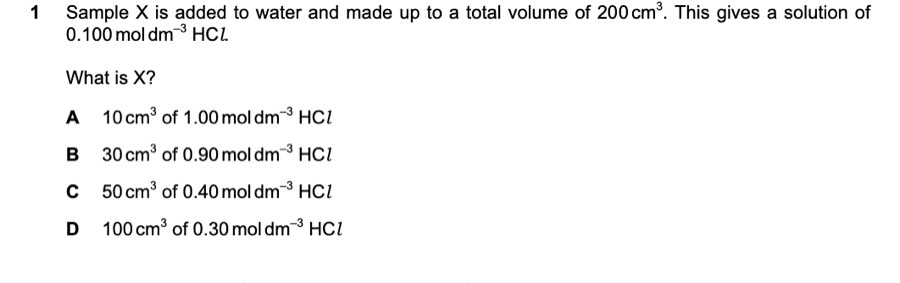 1 Sample X is added to water and made up to a total volume of 200 cm³. This gives a solution of
0.100 mol dm⁻³ HCl.
What is X?
A 10 cm³ of 1.00 mol dm⁻³ HCl
B 30 cm³ of 0.90 mol dm⁻³ HCl
C 50 cm³ of 0.40 mol dm⁻³ HCl
D 100 cm³ of 0.30 mol dm⁻³ HCl